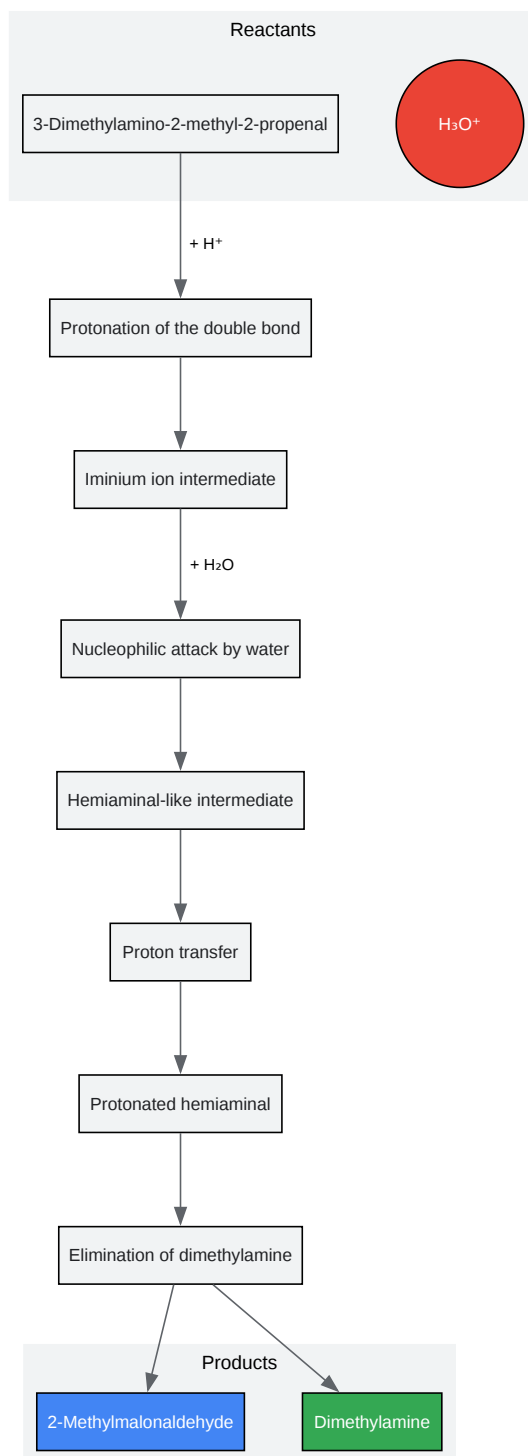 Reactants
3-Dimethylamino-2-methyl-2-propenal
H₃O⁺
+ H⁺
Protonation of the double bond
Iminium ion intermediate
+ H₂O
Nucleophilic attack by water
Hemiaminal-like intermediate
Proton transfer
Protonated hemiaminal
Elimination of dimethylamine
Products
2-Methylmalonaldehyde
Dimethylamine